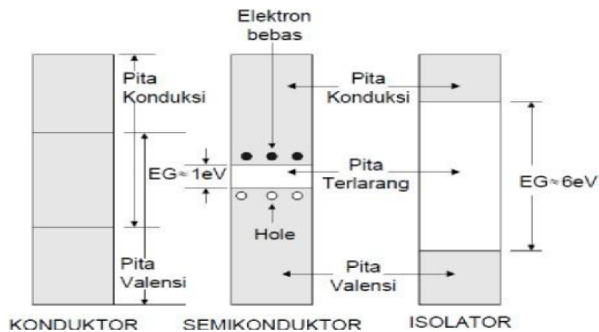 Elektron
bebas
Pita
Konduksi
Pita
Konduksi
EG≈1eV
Pita
Terlarang
EG≈6eV
Hole
Pita
Valensi
Pita
Valensi
KONDUKTOR
SEMIKONDUKTOR
ISOLATOR